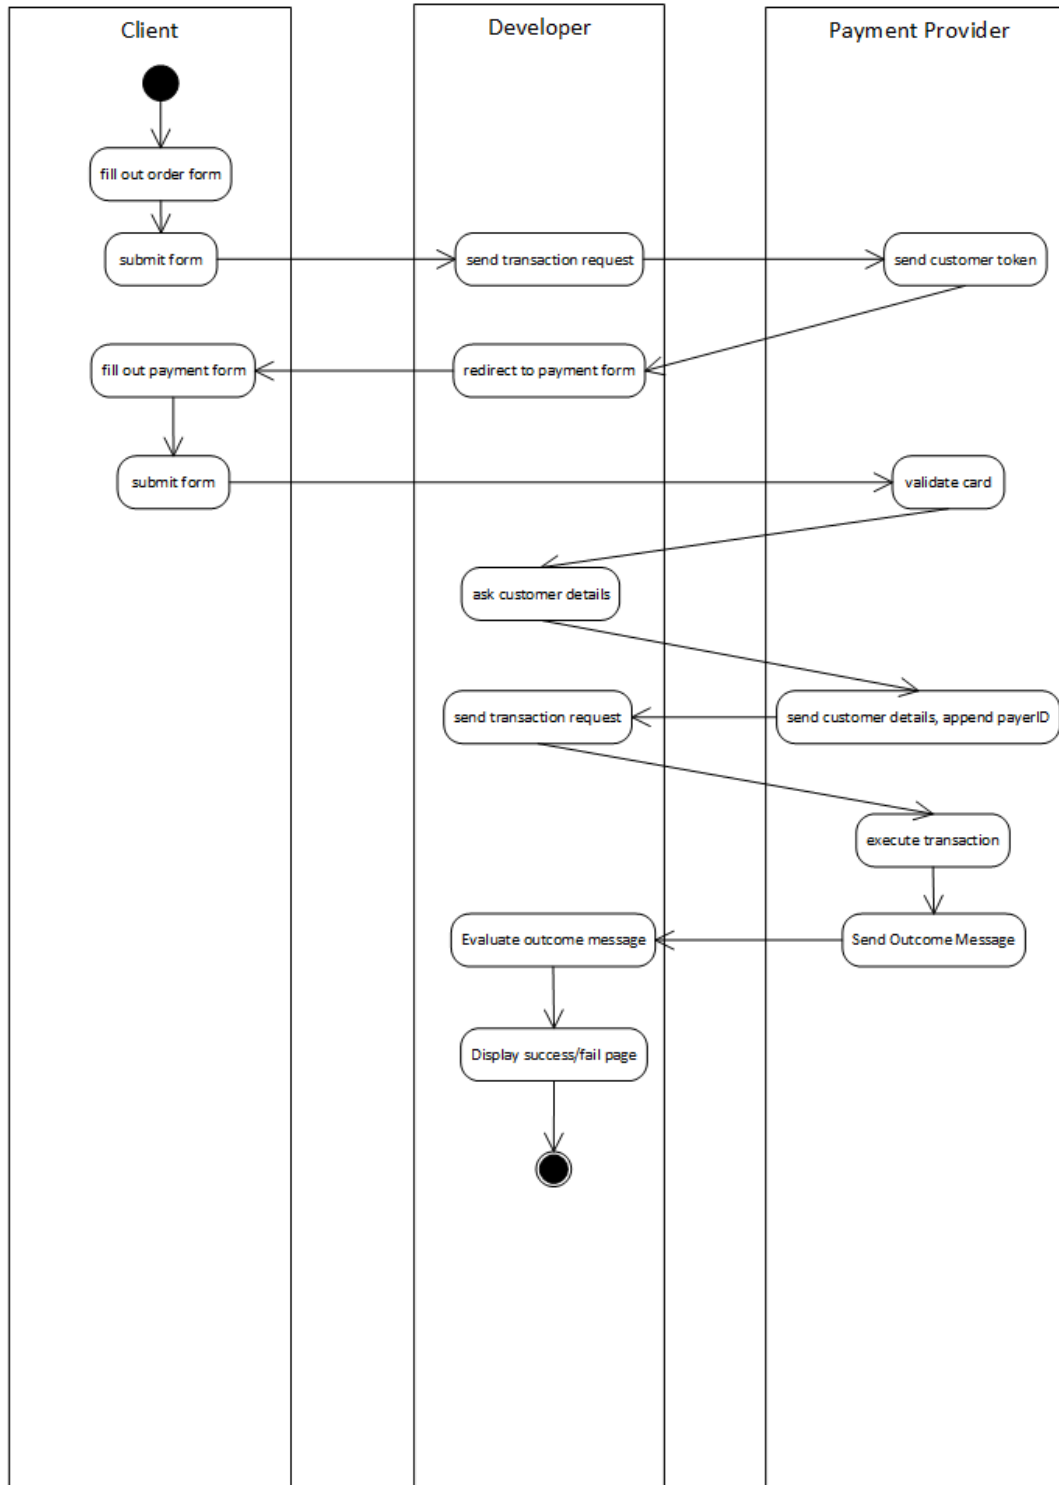 Client
Developer
Payment Provider
fill out order form
submit form
send transaction request
send customer token
fill out payment form
redirect to payment form
submit form
validate card
ask customer details
send transaction request
send customer details, append payerID
execute transaction
Evaluate outcome message
Send Outcome Message
Display success/fail page